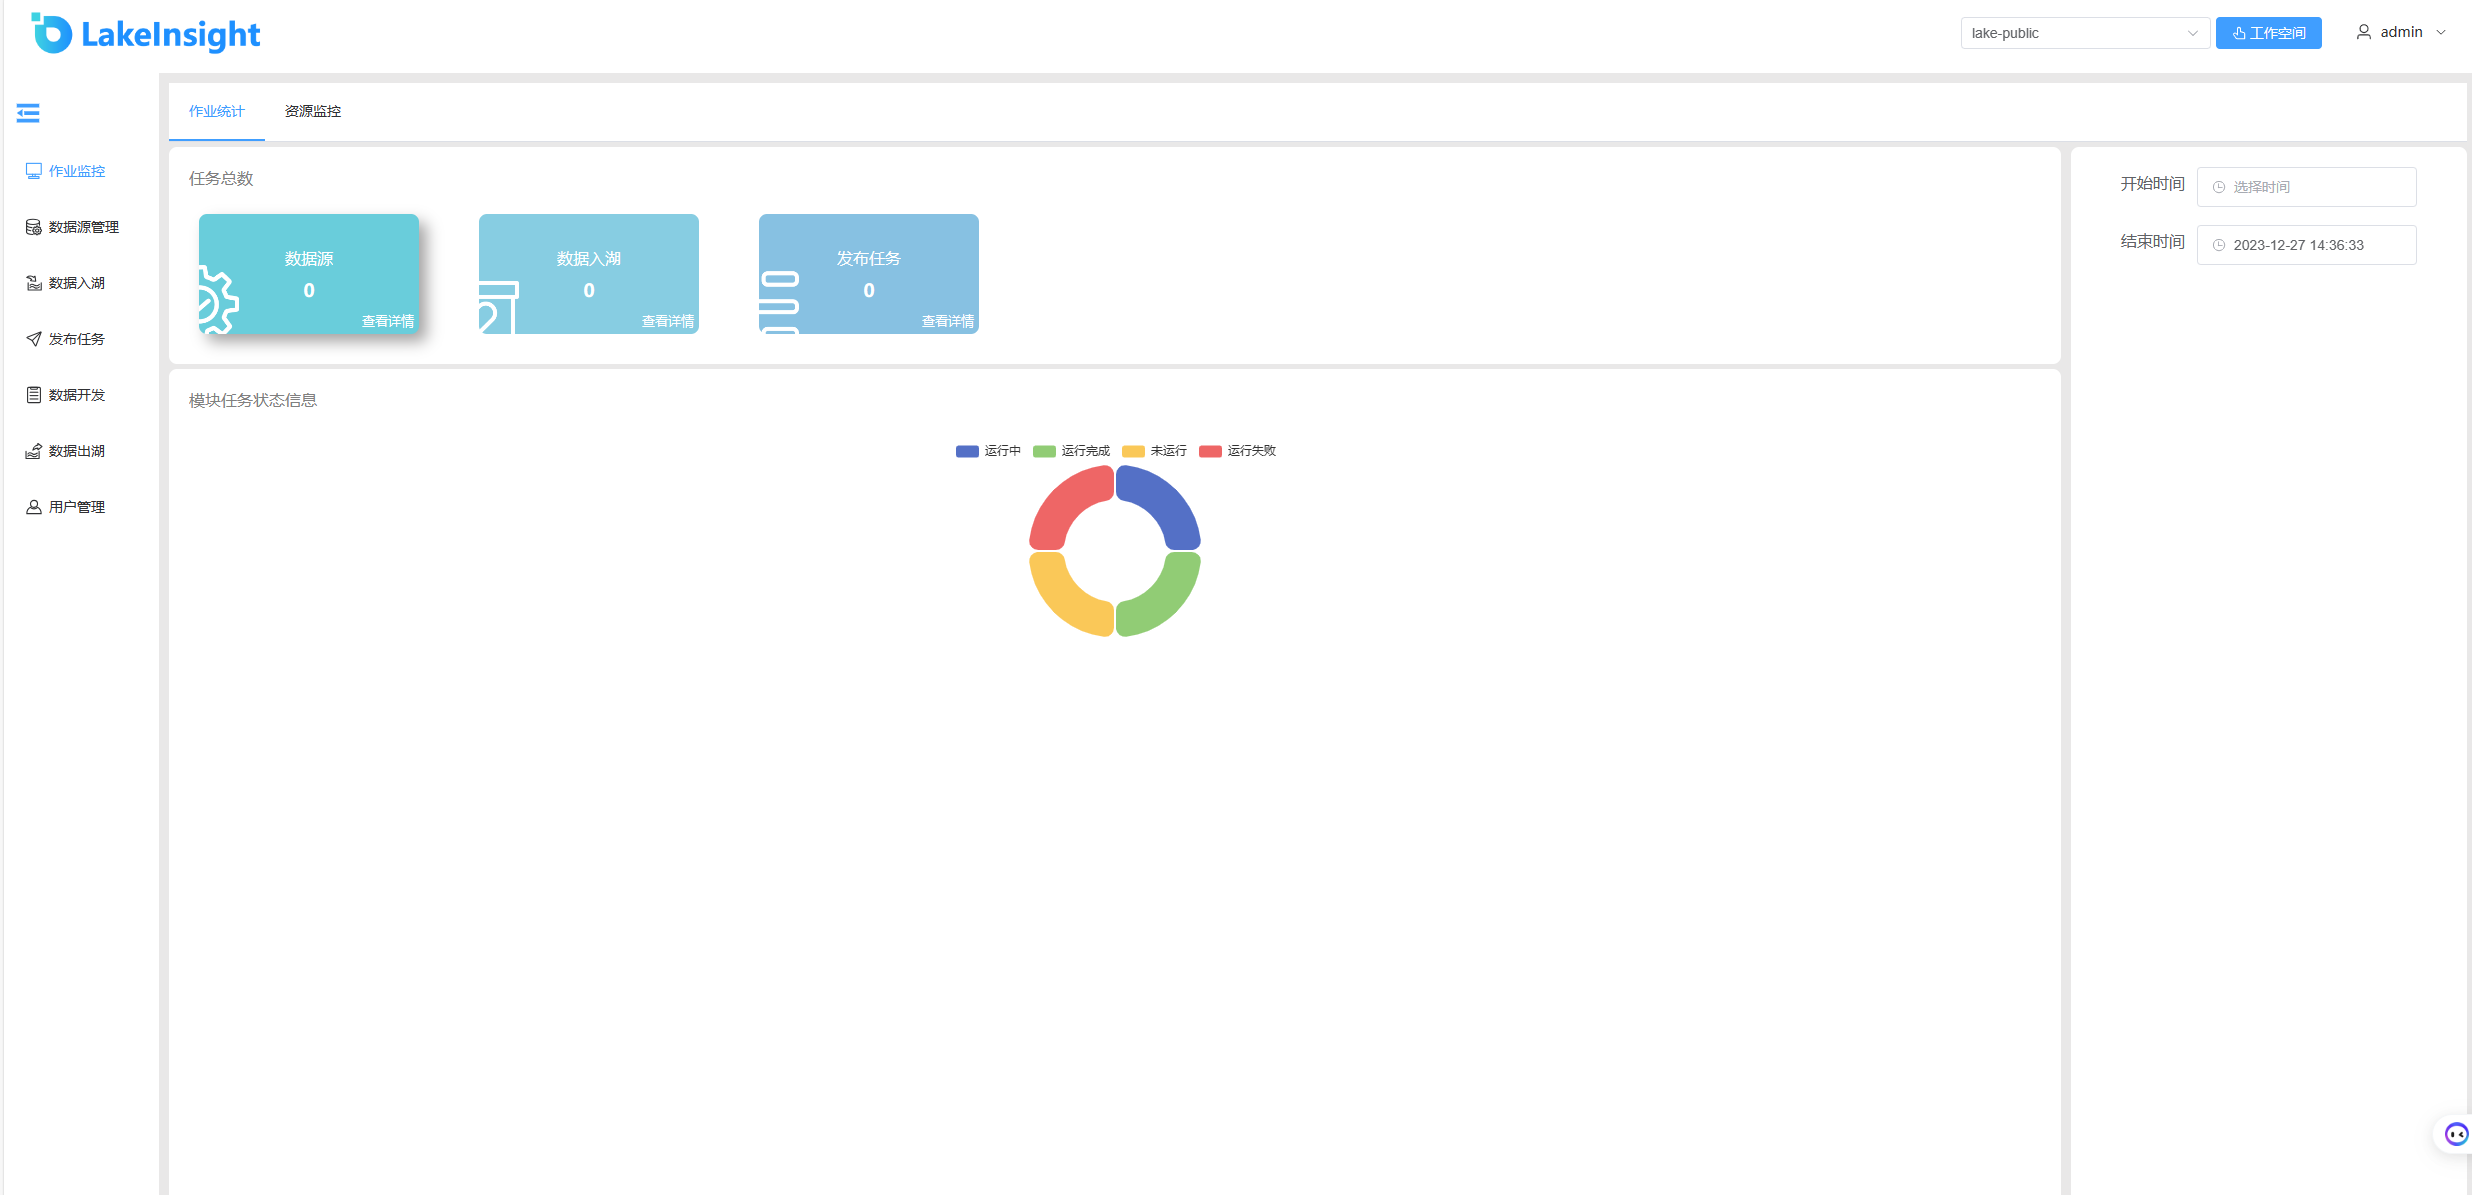 LakeInsight
lake-public
工作空间
admin
作业监控
数据源管理
数据入湖
发布任务
数据开发
数据出湖
用户管理
作业统计
资源监控
任务总数
数据源
0
查看详情
数据入湖
0
查看详情
发布任务
0
查看详情
模块任务状态信息
运行中
运行完成
未运行
运行失败
开始时间
选择时间
结束时间
2023-12-27 14:36:33